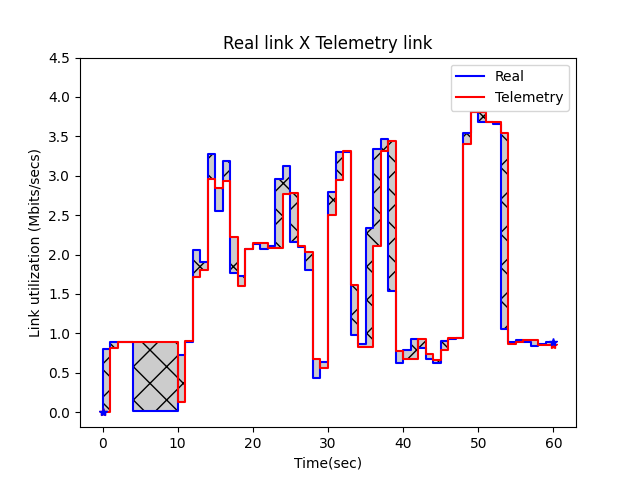 Real link X Telemetry link
Real
Telemetry
Link utilization (Mbits/secs)
4.5
4.0
3.5
3.0
2.5
2.0
1.5
1.0
0.5
0.0
0 10 20 30 40 50 60
Time(sec)